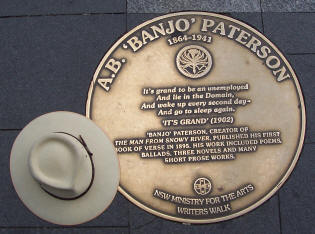 A.B. 'BANJO' PATERSON
1864-1941
It's grand to be an unemployed
And lie in the Domain,
And wake up every second day-
And go to sleep again.
'IT'S GRAND' (1902)
'BANJO' PATERSON, CREATOR OF
THE MAN FROM SNOWY RIVER, PUBLISHED HIS FIRST
BOOK OF VERSE IN 1895. HIS WORK INCLUDED POEMS,
BALLADS, THREE NOVELS AND MANY
SHORT PROSE WORKS.
NSW MINISTRY FOR THE ARTS
WRITERS WALK